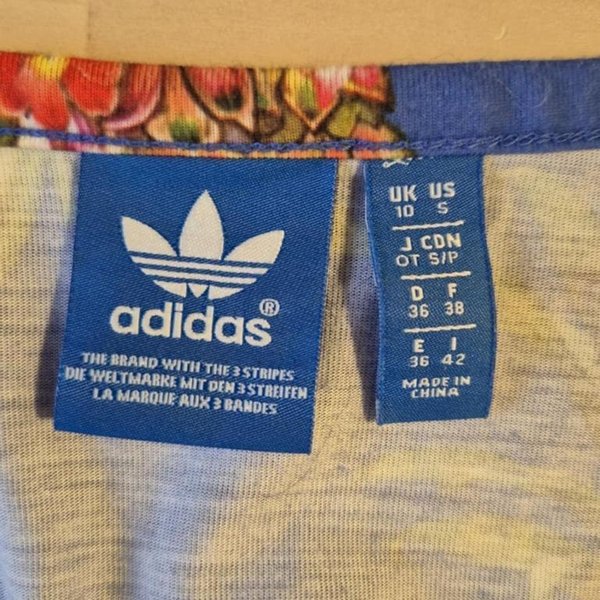 adidas®
THE BRAND WITH THE 3 STRIPES
DIE WELTMARKE MIT DEN 3 STREIFEN
LA MARQUE AUX 3 BANDES
UK US
10 S
J CDN
OT S/P
D F
36 38
E I
36 42
MADE IN
CHINA